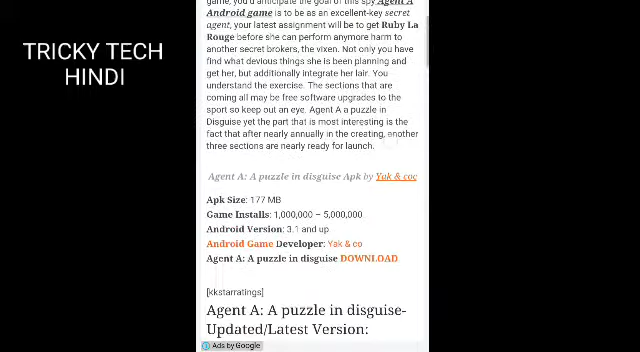 TRICKY TECH
HINDI
game, you'd anticipate the goal of this spy Agent A
Android game is to be as an excellent-key secret
agent, your latest assignment will be to get Ruby La
Rouge before she can perform anymore harm to
another secret brokers, the vixen. Not only you have
find what devious things she is been planning and
get her, but additionally integrate her lair. You
understand the exercise. The sections that are
coming all may be free software upgrades to the
sport so keep out an eye. Agent A a puzzle in
Disguise yet the part that is most interesting is the
fact that after nearly annually in the creating, another
three sections are nearly ready for launch.
Agent A: A puzzle in disguise Apk by Yak & coc
Apk Size: 177 MB
Game Installs: 1,000,000 – 5,000,000
Android Version: 3.1 and up
Android Game Developer: Yak & co
Agent A: A puzzle in disguise DOWNLOAD
[kkstarratings]
Agent A: A puzzle in disguise-
Updated/Latest Version:
Ads by Google